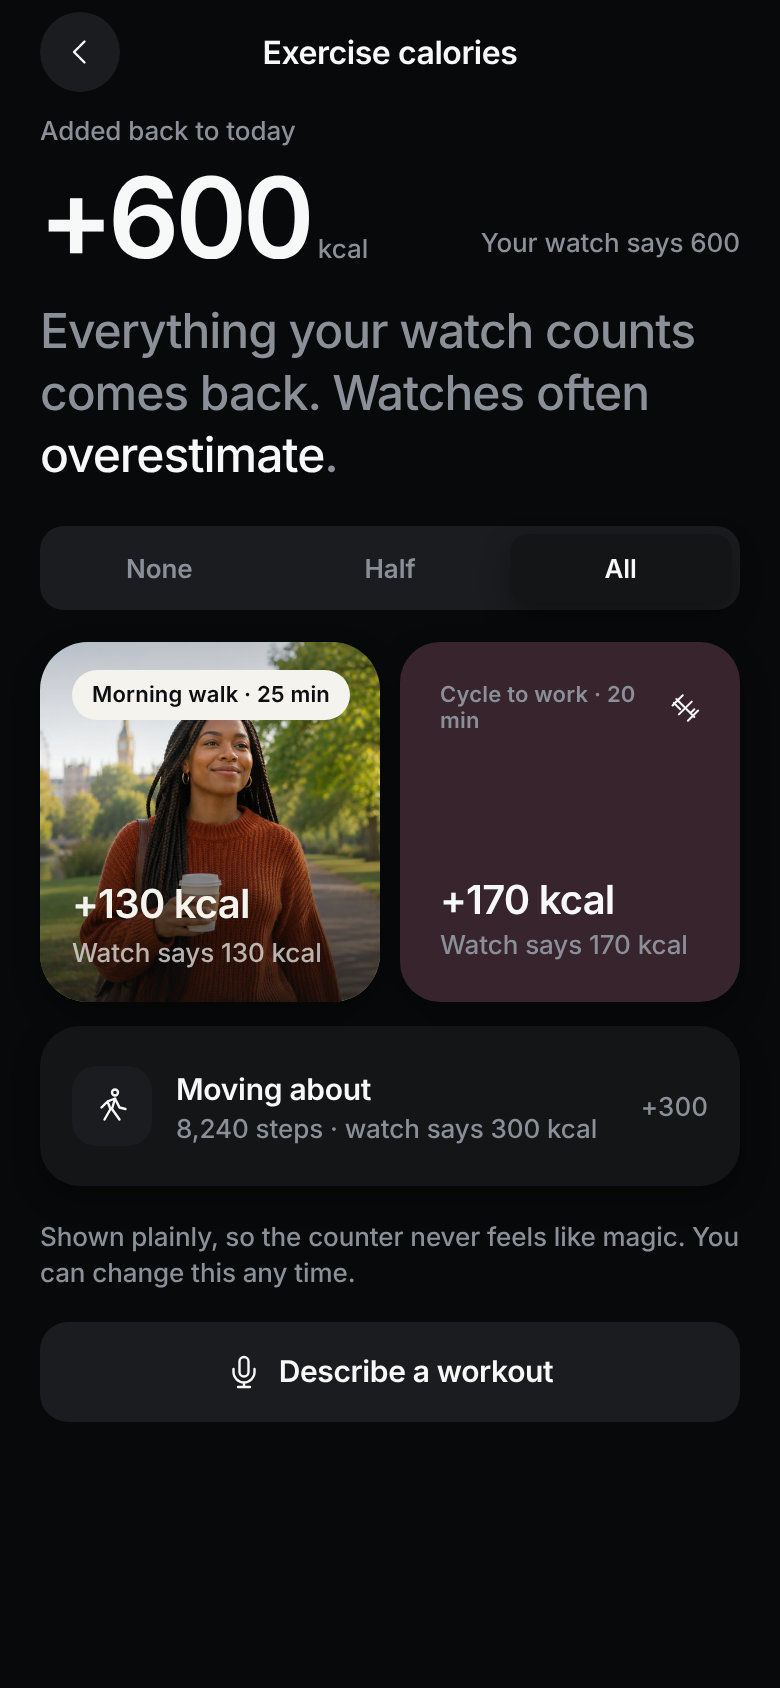 Exercise calories
Added back to today
+600 kcal
Your watch says 600
Everything your watch counts
comes back. Watches often
overestimate.
None
Half
All
Morning walk · 25 min
+130 kcal
Watch says 130 kcal
Cycle to work · 20
min
+170 kcal
Watch says 170 kcal
Moving about
8,240 steps · watch says 300 kcal
+300
Shown plainly, so the counter never feels like magic. You
can change this any time.
Describe a workout